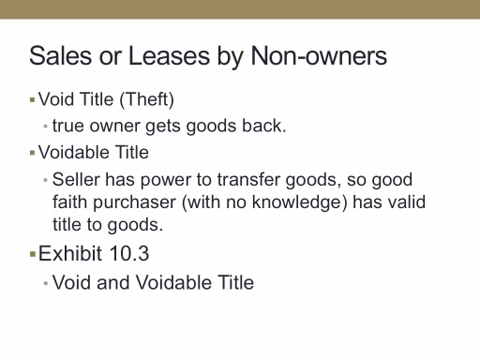 Sales or Leases by Non-owners
▪Void Title (Theft)
• true owner gets goods back.
▪Voidable Title
• Seller has power to transfer goods, so good
faith purchaser (with no knowledge) has valid
title to goods.
▪Exhibit 10.3
• Void and Voidable Title